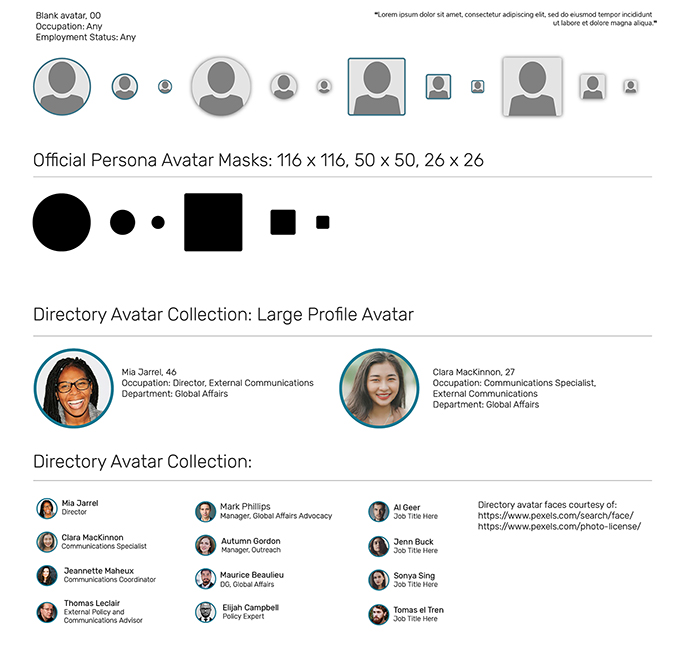 Blank avatar, 00
Occupation: Any
Employment Status: Any
"Lorem ipsum dolor sit amet, consectetur adipiscing elit, sed do eiusmod tempor incididunt
ut labore et dolore magna aliqua."
Official Persona Avatar Masks: 116 x 116, 50 x 50, 26 x 26
Directory Avatar Collection: Large Profile Avatar
Mia Jarrel, 46
Occupation: Director, External Communications
Department: Global Affairs
Clara MacKinnon, 27
Occupation: Communications Specialist,
External Communications
Department: Global Affairs
Directory Avatar Collection:
Mia Jarrel
Director
Clara MacKinnon
Communications Specialist
Jeannette Maheux
Communications Coordinator
Thomas Leclair
External Policy and
Communications Advisor
Mark Phillips
Manager, Global Affairs Advocacy
Autumn Gordon
Manager, Outreach
Maurice Beaulieu
DG, Global Affairs
Elijah Campbell
Policy Expert
Al Geer
Job Title Here
Jenn Buck
Job Title Here
Sonya Sing
Job Title Here
Tomas el Tren
Job Title Here
Directory avatar faces courtesy of:
https://www.pexels.com/search/face/
https://www.pexels.com/photo-license/